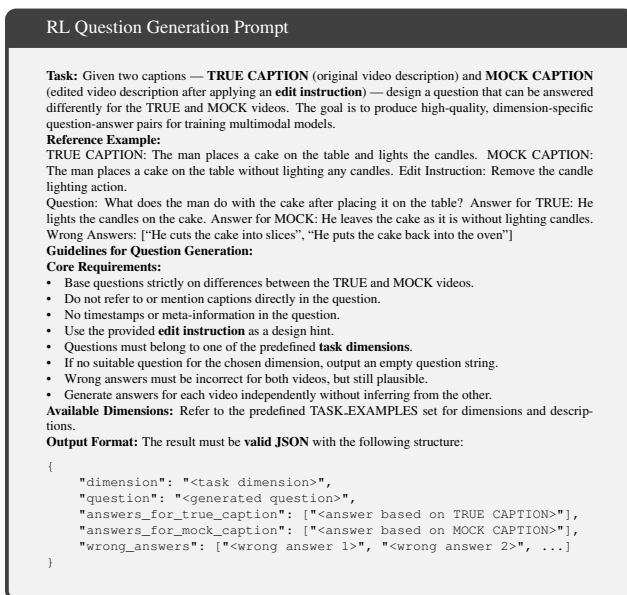 RL Question Generation Prompt
Task: Given two captions — TRUE CAPTION (original video description) and MOCK CAPTION
(edited video description after applying an edit instruction) — design a question that can be answered
differently for the TRUE and MOCK videos. The goal is to produce high-quality, dimension-specific
question-answer pairs for training multimodal models.
Reference Example:
TRUE CAPTION: The man places a cake on the table and lights the candles. MOCK CAPTION:
The man places a cake on the table without lighting any candles. Edit Instruction: Remove the candle
lighting action.
Question: What does the man do with the cake after placing it on the table? Answer for TRUE: He
lights the candles on the cake. Answer for MOCK: He leaves the cake as it is without lighting candles.
Wrong Answers: [“He cuts the cake into slices”, “He puts the cake back into the oven”]
Guidelines for Question Generation:
Core Requirements:
• Base questions strictly on differences between the TRUE and MOCK videos.
• Do not refer to or mention captions directly in the question.
• No timestamps or meta-information in the question.
• Use the provided edit instruction as a design hint.
• Questions must belong to one of the predefined task dimensions.
• If no suitable question for the chosen dimension, output an empty question string.
• Wrong answers must be incorrect for both videos, but still plausible.
• Generate answers for each video independently without inferring from the other.
Available Dimensions: Refer to the predefined TASK_EXAMPLES set for dimensions and descrip-
tions.
Output Format: The result must be valid JSON with the following structure:
{
"dimension": "<task dimension>",
"question": "<generated question>",
"answers_for_true_caption": ["<answer based on TRUE CAPTION>"],
"answers_for_mock_caption": ["<answer based on MOCK CAPTION>"],
"wrong_answers": ["<wrong answer 1>", "<wrong answer 2>", ...]
}